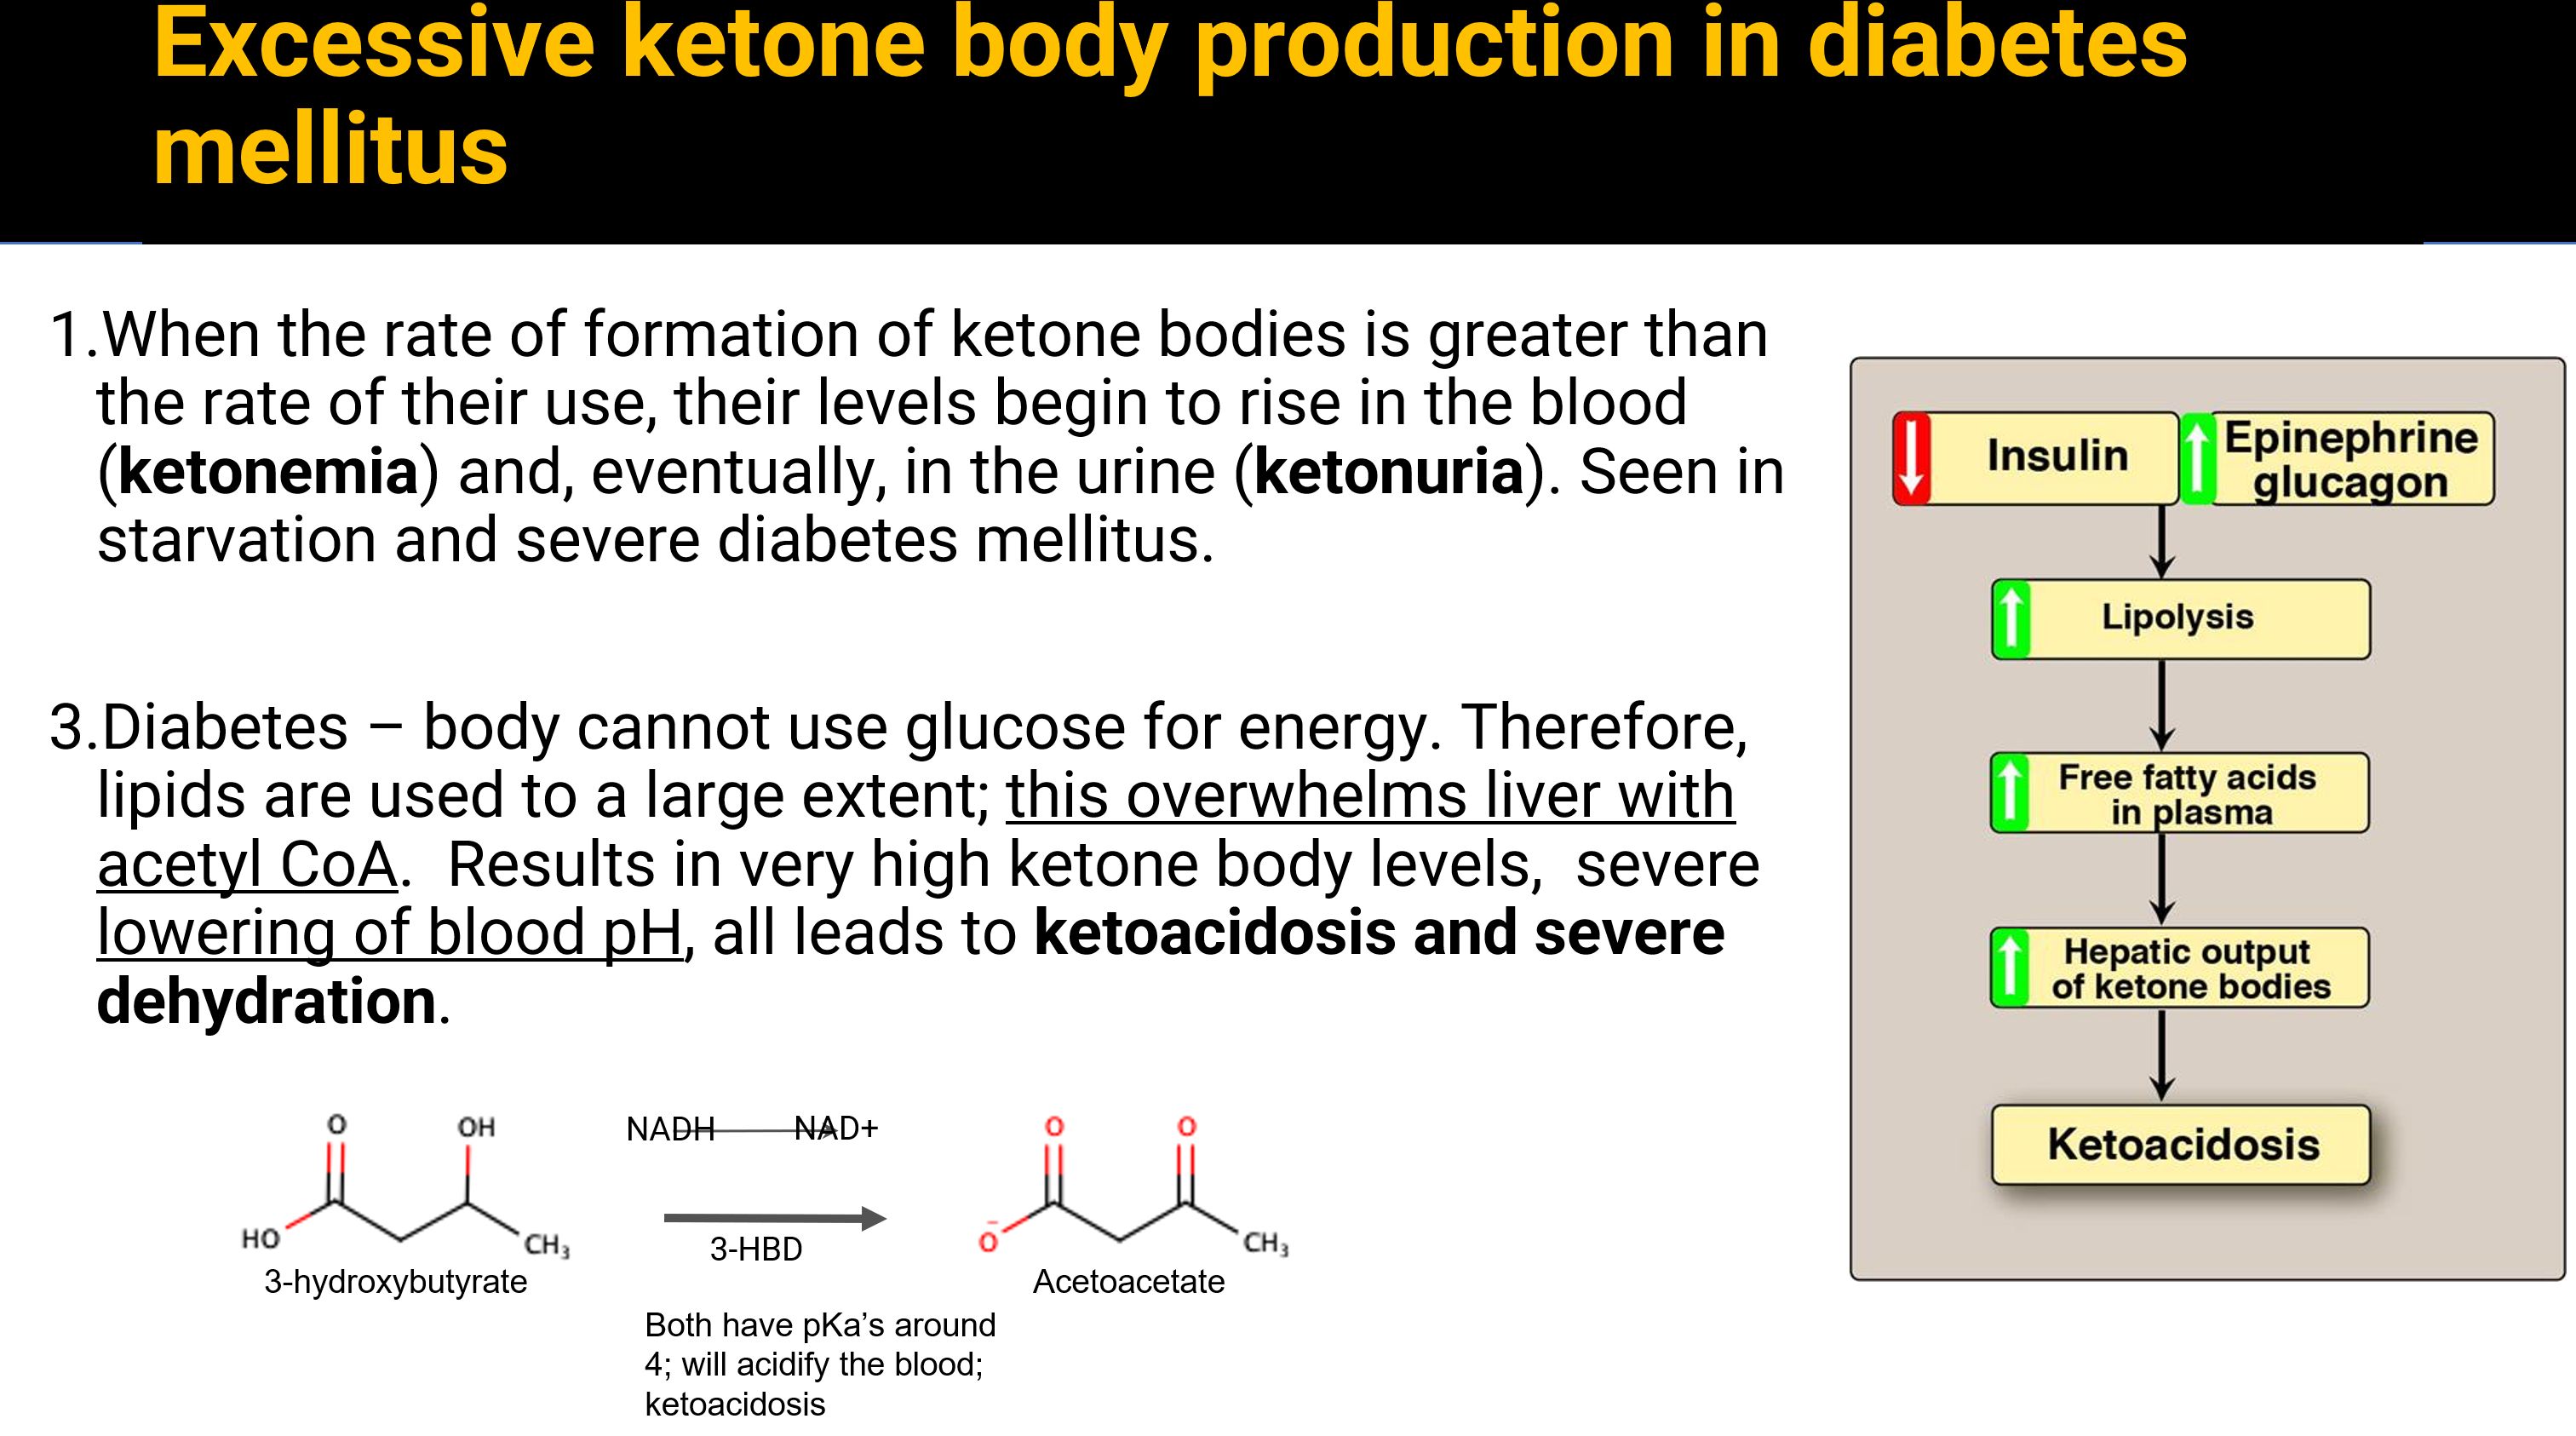 Excessive ketone body production in diabetes
mellitus
1.When the rate of formation of ketone bodies is greater than
the rate of their use, their levels begin to rise in the blood
(ketonemia) and, eventually, in the urine (ketonuria). Seen in
starvation and severe diabetes mellitus.
3.Diabetes – body cannot use glucose for energy. Therefore,
lipids are used to a large extent; this overwhelms liver with
acetyl CoA.  Results in very high ketone body levels,  severe
lowering of blood pH, all leads to ketoacidosis and severe
dehydration.
O
OH
HO
CH3
3-hydroxybutyrate
NADH
NAD+
3-HBD
O
O
O-
CH3
Acetoacetate
Both have pKa’s around
4; will acidify the blood;
ketoacidosis
Insulin
Epinephrine
glucagon
Lipolysis
Free fatty acids
in plasma
Hepatic output
of ketone bodies
Ketoacidosis